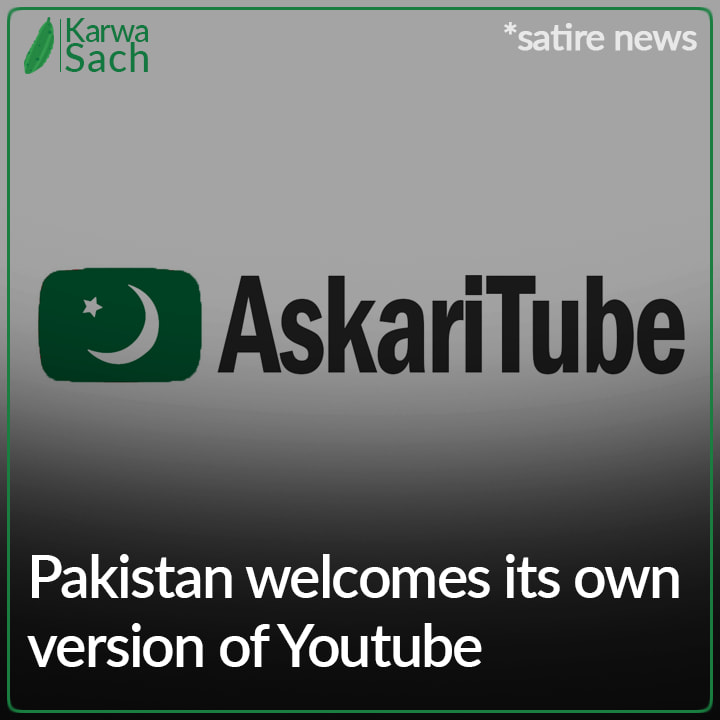 Karwa
Sach
*satire news
AskariTube
Pakistan welcomes its own
version of Youtube